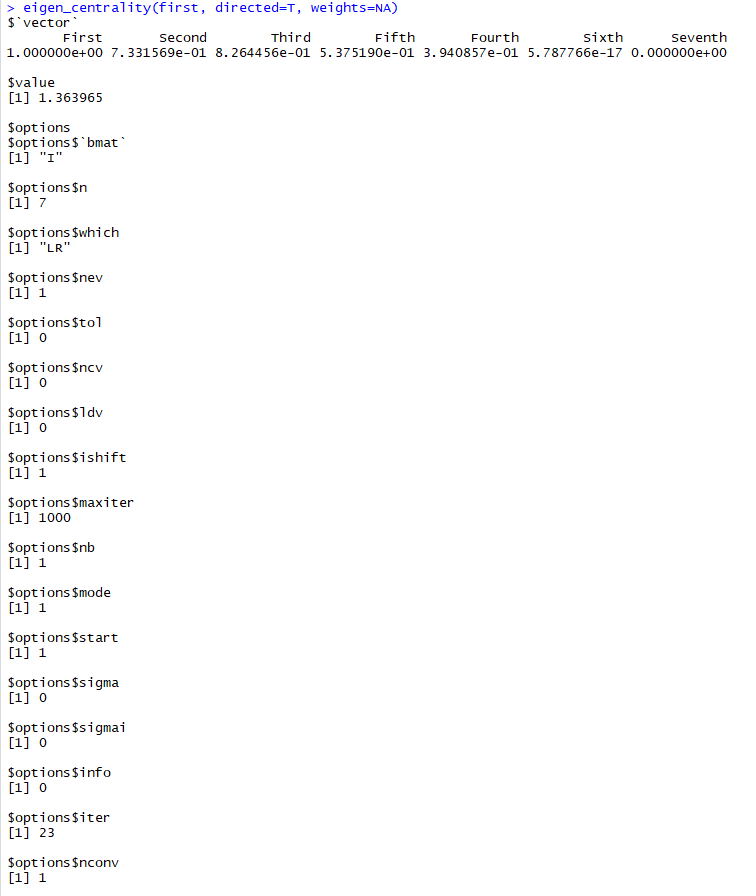 > eigen_centrality(first, directed=T, weights=NA)
$`vector`
First Second Third Fifth Fourth Sixth Seventh
1.000000e+00 7.331569e-01 8.264456e-01 5.375190e-01 3.940857e-01 5.787766e-17 0.000000e+00
$value
[1] 1.363965
$options
$options$`bmat`
[1] "I"
$options$n
[1] 7
$options$which
[1] "LR"
$options$nev
[1] 1
$options$tol
[1] 0
$options$ncv
[1] 0
$options$ldv
[1] 0
$options$ishift
[1] 1
$options$maxiter
[1] 1000
$options$nb
[1] 1
$options$mode
[1] 1
$options$start
[1] 1
$options$sigma
[1] 0
$options$sigmai
[1] 0
$options$info
[1] 0
$options$iter
[1] 23
$options$nconv
[1] 1